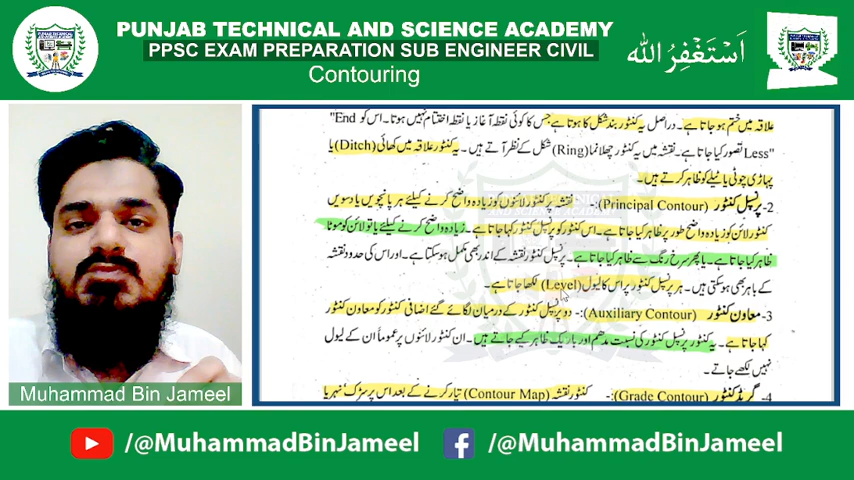 PUNJAB TECHNICAL AND SCIENCE ACADEMY
PPSC EXAM PREPARATION SUB ENGINEER CIVIL
Contouring
اَسْتَغْفِرُ اللّٰه
علاقہ میں ختم ہو جاتا ہے۔ دراصل یہ کنٹور بند شکل کا ہوتا ہے جس کا کوئی نقطہ آغاز یا نقطہ اختتام نہیں ہوتا۔ اس کو "End
Less" تصور کیا جاتا ہے۔ نقشہ میں یہ کنٹور چھلا نما (Ring) شکل کے نظر آتے ہیں۔ یہ کنٹور علاقہ میں کھائی (Ditch) یا
پہاڑی چوٹی یا ٹیلے کو ظاہر کرتے ہیں۔
2- پرنسپل کنٹور (Principal Contour):- نقشہ پر کنٹور لائنوں کو زیادہ واضح کرنے کیلئے ہر پانچویں یا دسویں
کنٹور لائن کو زیادہ واضح طور پر ظاہر کیا جاتا ہے۔ اس کنٹور کو پرنسپل کنٹور کہا جاتا ہے۔ زیادہ واضح کرنے کیلئے یا تو لائن کو موٹا
ظاہر کیا جاتا ہے۔ یا پھر سرخ رنگ سے ظاہر کیا جاتا ہے۔ پرنسپل کنٹور نقشہ کے اندر بھی مکمل ہو سکتا ہے۔ اور اس کی حدود نقشہ
کے باہر بھی ہو سکتی ہیں۔ ہر پرنسپل کنٹور پر اس کا لیول (Level) لکھا جاتا ہے۔
3- معاون کنٹور (Auxiliary Contour):- دو پرنسپل کنٹور کے درمیان لگائے گئے اضافی کنٹور کو معاون کنٹور
کہا جاتا ہے۔ یہ کنٹور پرنسپل کنٹور کی نسبت مدھم اور باریک ظاہر کیے جاتے ہیں۔ ان کنٹور لائنوں پر عموماً ان کے لیول
نہیں لکھے جاتے۔
4- گریڈ کنٹور (Grade Contour):- کنٹور نقشہ (Contour Map) تیار کرنے کے بعد اس پر سڑک نہر یا
Muhammad Bin Jameel
/@MuhammadBinJameel
/@MuhammadBinJameel